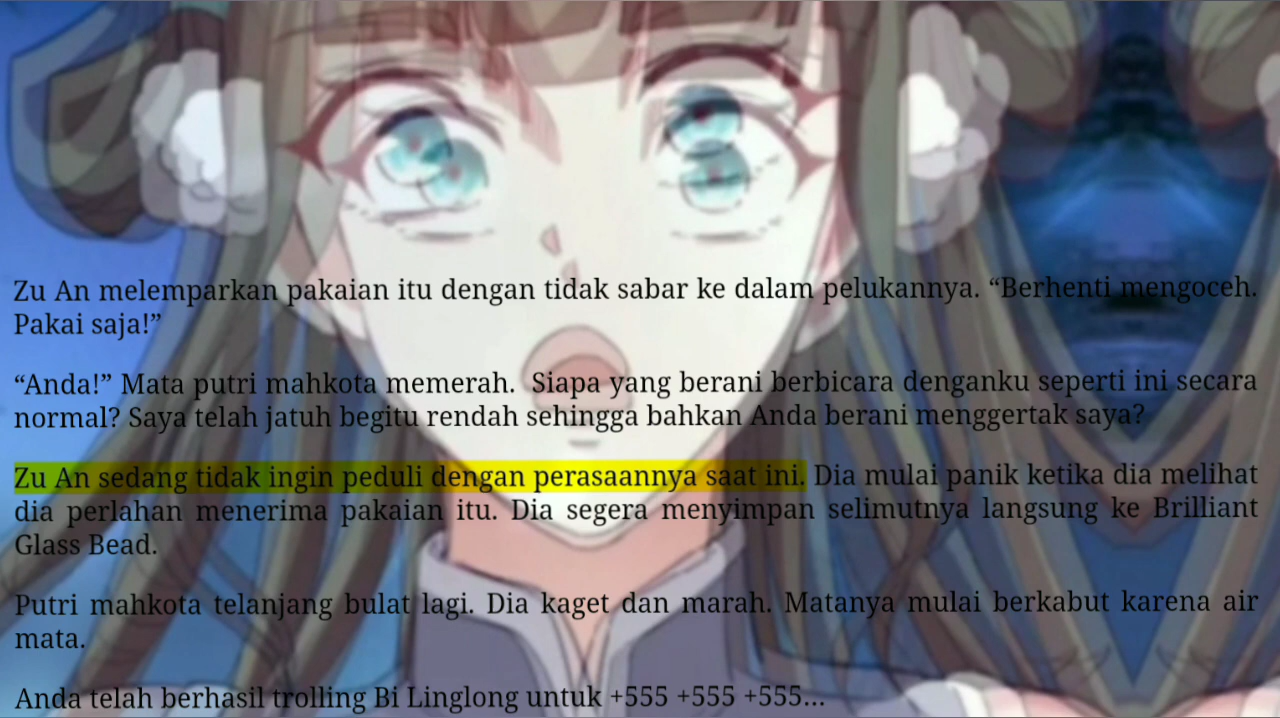 Zu An melemparkan pakaian itu dengan tidak sabar ke dalam pelukannya. “Berhenti mengoceh.
Pakai saja!”
“Anda!” Mata putri mahkota memerah.  Siapa yang berani berbicara denganku seperti ini secara
normal? Saya telah jatuh begitu rendah sehingga bahkan Anda berani menggertak saya?
Zu An sedang tidak ingin peduli dengan perasaannya saat ini. Dia mulai panik ketika dia melihat
dia perlahan menerima pakaian itu. Dia segera menyimpan selimutnya langsung ke Brilliant
Glass Bead.
Putri mahkota telanjang bulat lagi. Dia kaget dan marah. Matanya mulai berkabut karena air
mata.
Anda telah berhasil trolling Bi Linglong untuk +555 +555 +555...